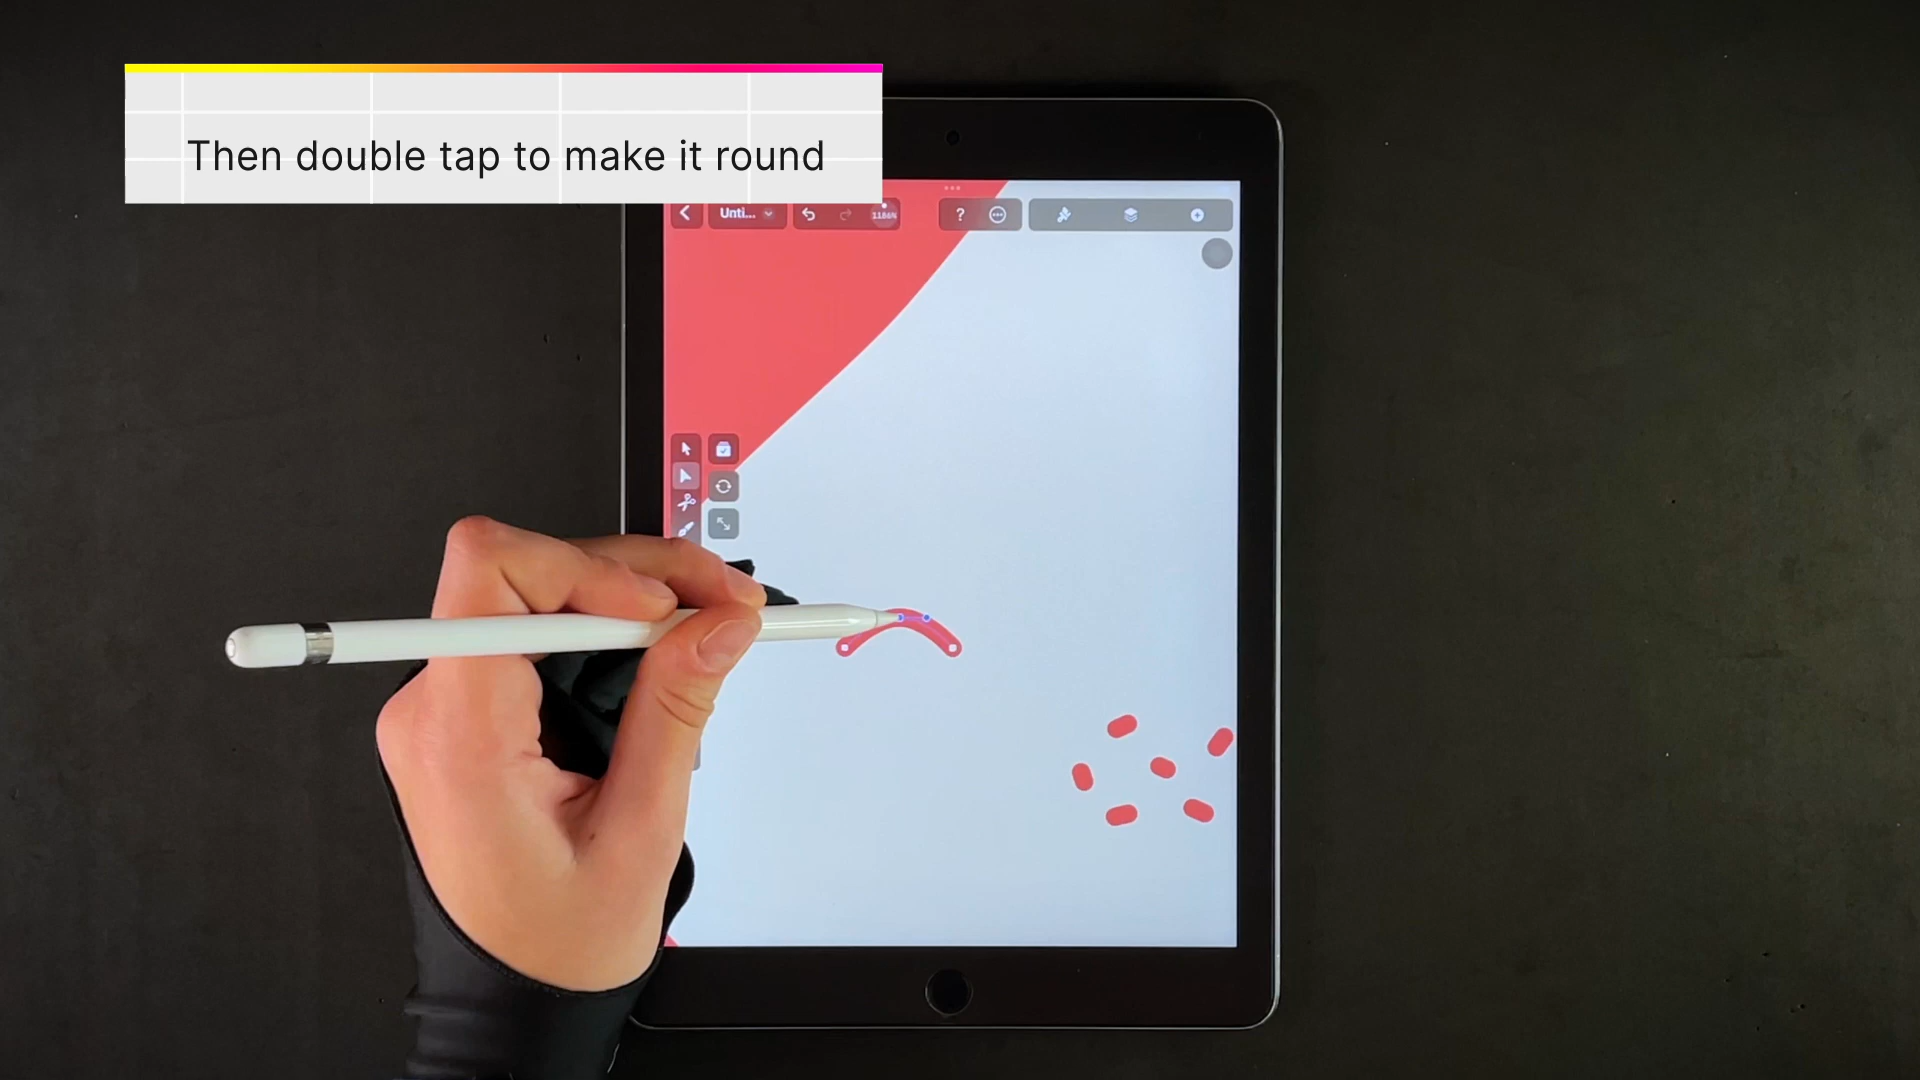 Then double tap to make it round
Unti...
1186%
?